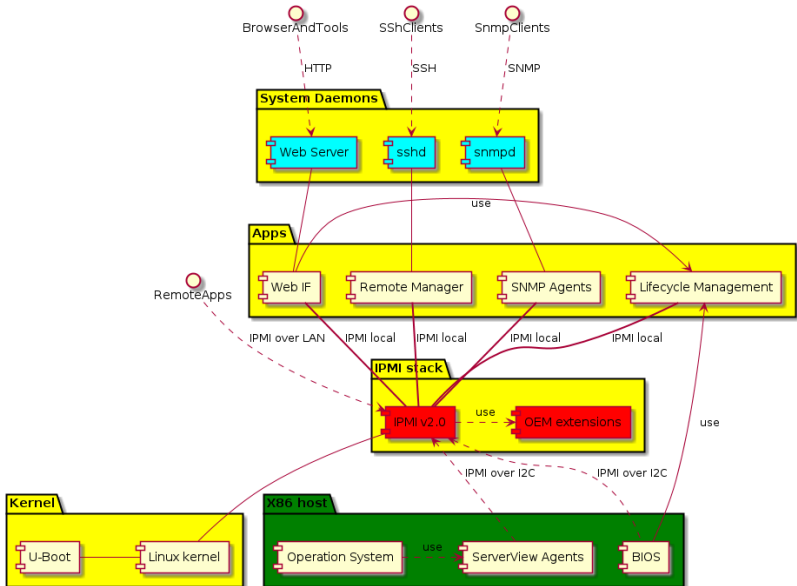 BrowserAndTools
SShClients
SnmpClients
HTTP
SSH
SNMP
System Daemons
Web Server
sshd
snmpd
use
Apps
Web IF
Remote Manager
SNMP Agents
Lifecycle Management
RemoteApps
IPMI over LAN
IPMI local
IPMI local
IPMI local
IPMI local
IPMI stack
IPMI v2.0
use
OEM extensions
use
IPMI over I2C
IPMI over I2C
Kernel
X86 host
U-Boot
Linux kernel
Operation System
use
ServerView Agents
BIOS